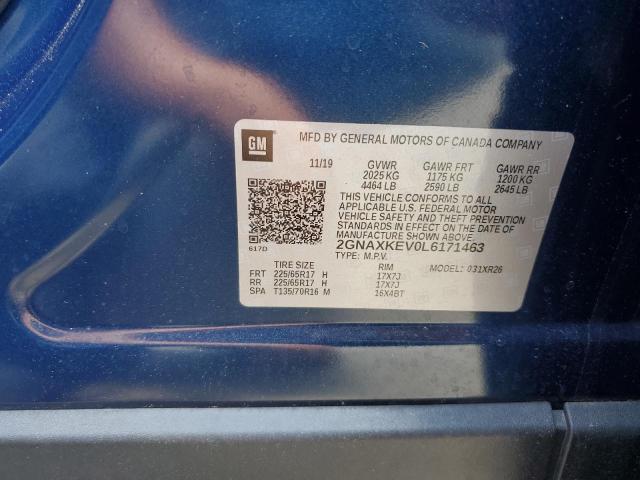 GM
MFD BY GENERAL MOTORS OF CANADA COMPANY
11/19 GVWR GAWR FRT GAWR RR
2025 KG 1175 KG 1200 KG
4464 LB 2590 LB 2645 LB
THIS VEHICLE CONFORMS TO ALL
APPLICABLE U.S. FEDERAL MOTOR
VEHICLE SAFETY AND THEFT PREVENTION
STANDARDS IN EFFECT ON THE DATE OF
MANUFACTURE SHOWN ABOVE.
617D
2GNAXKEV0L6171463
TYPE: M.P.V. MODEL: 031XR26
TIRE SIZE RIM
FRT 225/65R17 H 17X7J
RR 225/65R17 H 17X7J
SPA T135/70R16 M 16X4BT